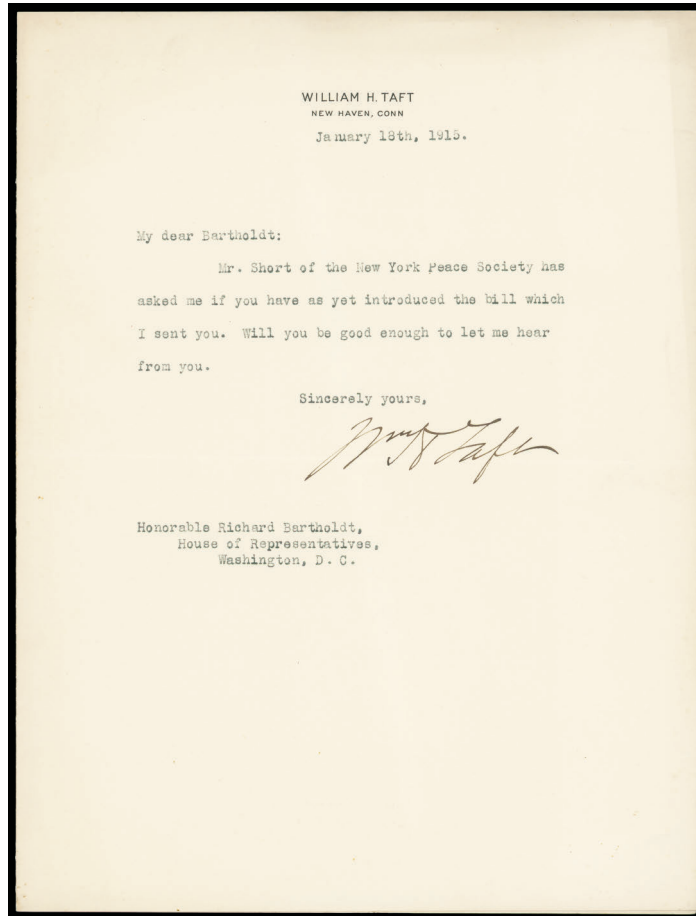 WILLIAM H. TAFT
NEW HAVEN, CONN
January 18th, 1915.
My dear Bartholdt:
Mr. Short of the New York Peace Society has
asked me if you have as yet introduced the bill which
I sent you. Will you be good enough to let me hear
from you.
Sincerely yours,
Wm H Taft
Honorable Richard Bartholdt,
House of Representatives,
Washington, D. C.